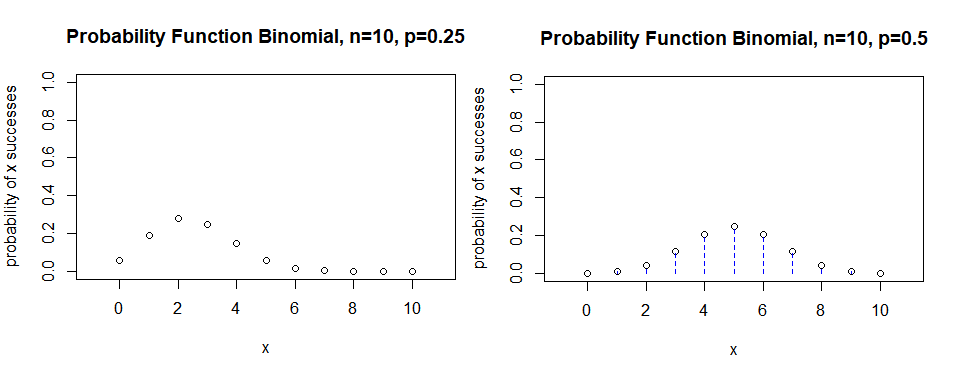 Probability Function Binomial, n=10, p=0.25
probability of x successes
1.0
0.8
0.6
0.4
0.2
0.0
0 2 4 6 8 10
x
Probability Function Binomial, n=10, p=0.5
probability of x successes
1.0
0.8
0.6
0.4
0.2
0.0
0 2 4 6 8 10
x